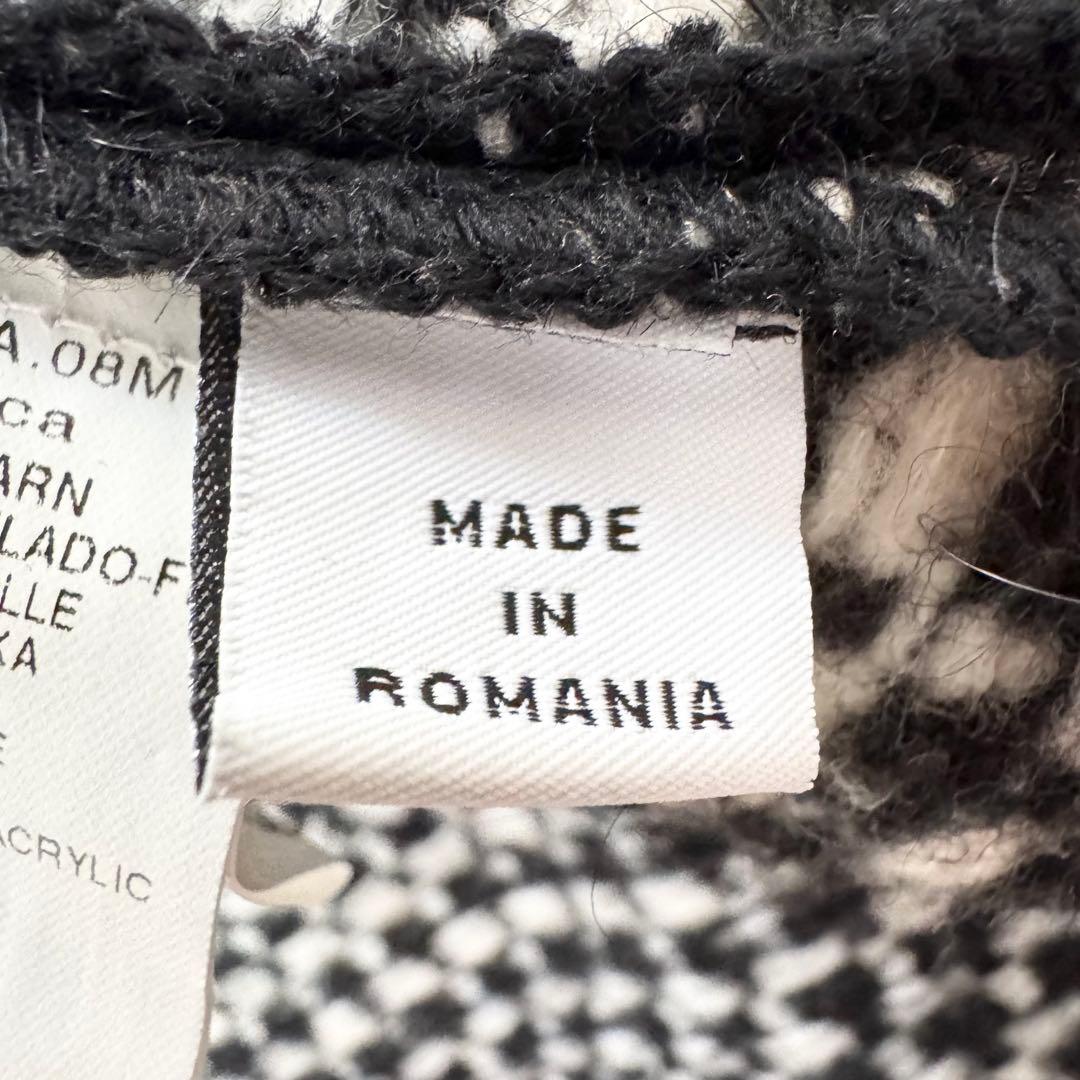 A.08M
ca
ARN
LADO-F
LLE
KA
E
ACRYLIC
MADE
IN
ROMANIA